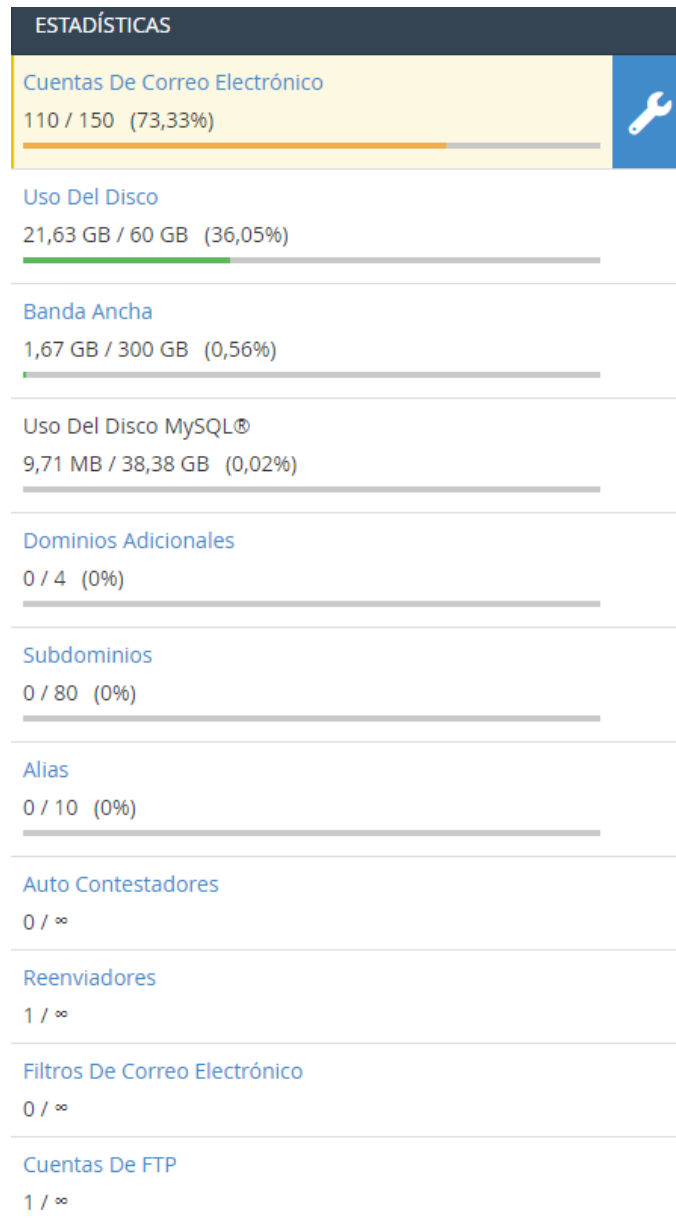 ESTADÍSTICAS
Cuentas De Correo Electrónico
110 / 150 (73,33%)
Uso Del Disco
21,63 GB / 60 GB (36,05%)
Banda Ancha
1,67 GB / 300 GB (0,56%)
Uso Del Disco MySQL®
9,71 MB / 38,38 GB (0,02%)
Dominios Adicionales
0 / 4 (0%)
Subdominios
0 / 80 (0%)
Alias
0 / 10 (0%)
Auto Contestadores
0 / ∞
Reenviadores
1 / ∞
Filtros De Correo Electrónico
0 / ∞
Cuentas De FTP
1 / ∞